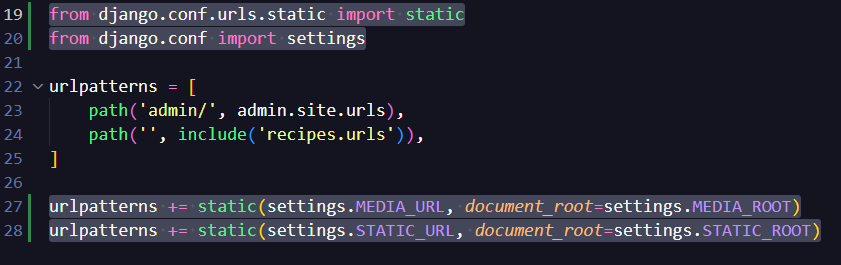 19 from django.conf.urls.static import static
20 from django.conf import settings
21
22 urlpatterns = [
23     path('admin/', admin.site.urls),
24     path('', include('recipes.urls')),
25 ]
26
27 urlpatterns += static(settings.MEDIA_URL, document_root=settings.MEDIA_ROOT)
28 urlpatterns += static(settings.STATIC_URL, document_root=settings.STATIC_ROOT)